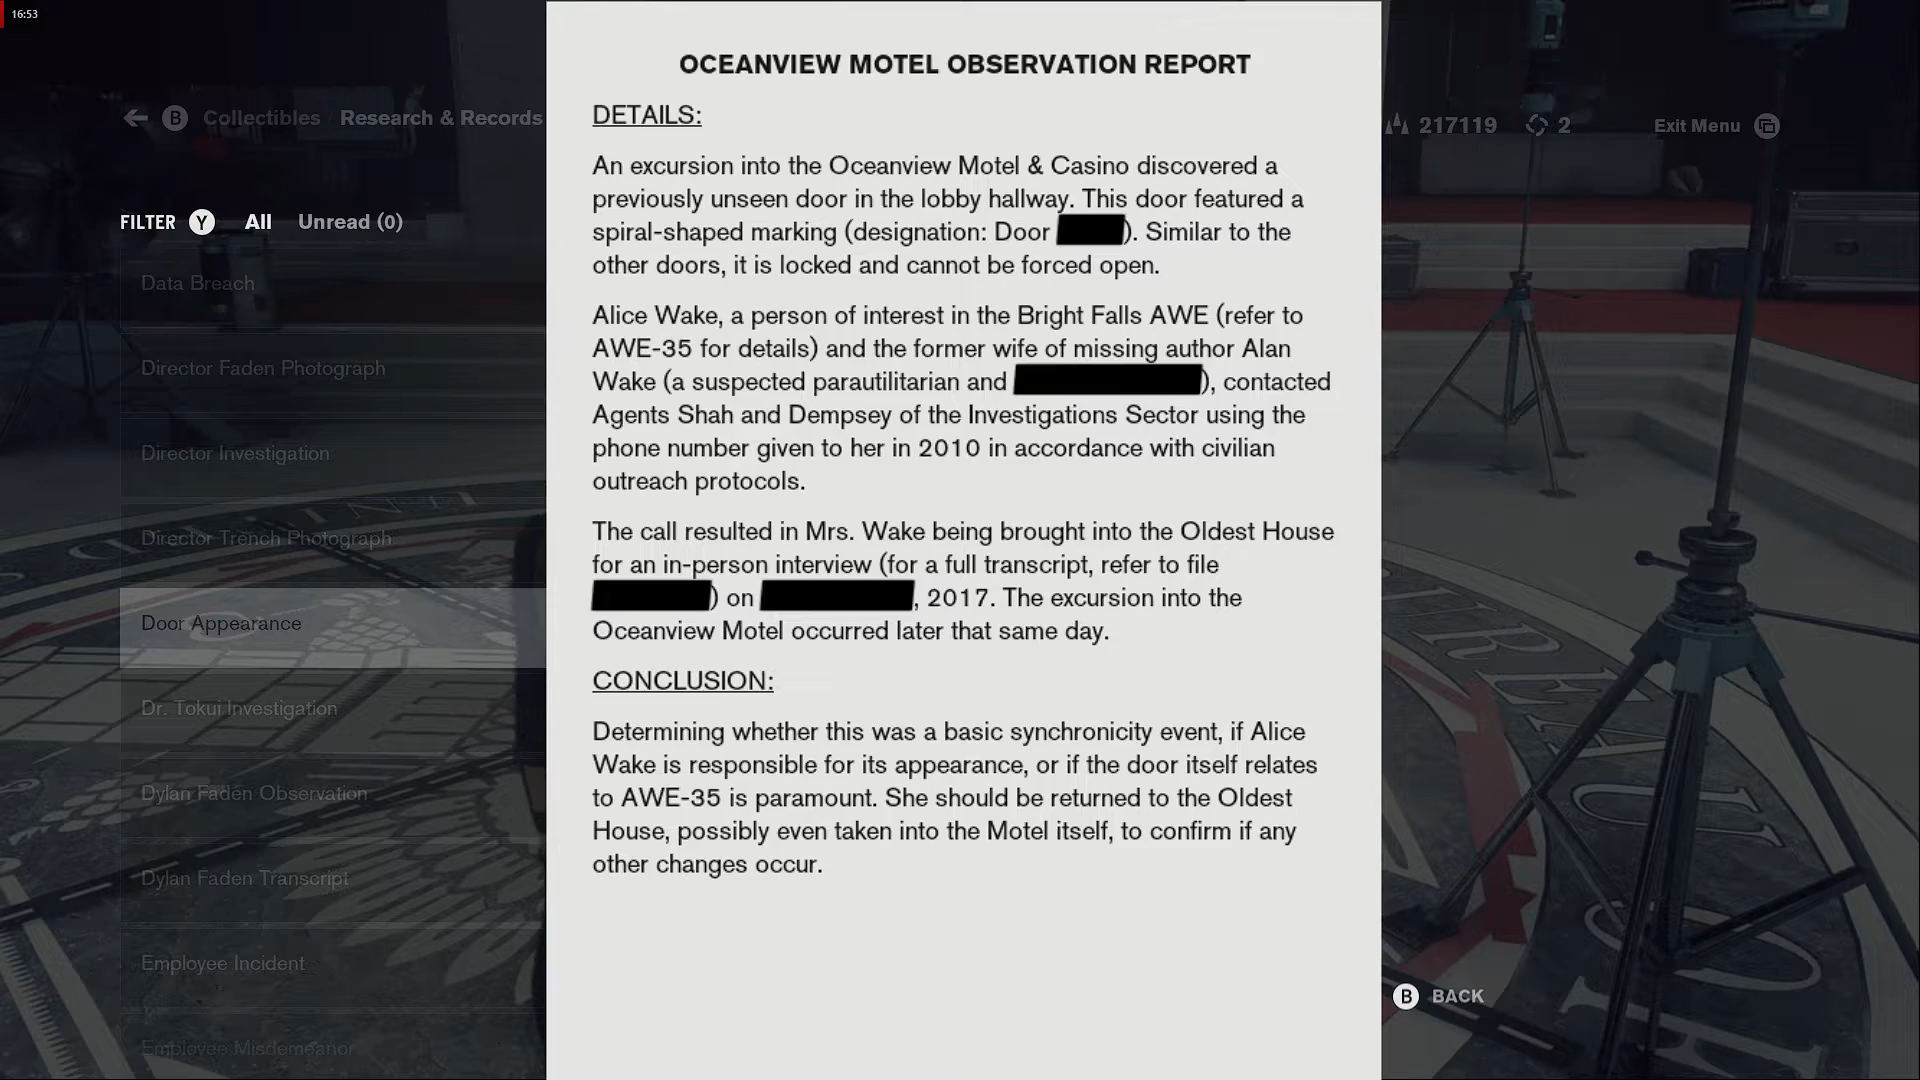 16:53
OCEANVIEW MOTEL OBSERVATION REPORT
DETAILS:
An excursion into the Oceanview Motel & Casino discovered a
previously unseen door in the lobby hallway. This door featured a
spiral-shaped marking (designation: Door ). Similar to the
other doors, it is locked and cannot be forced open.
Alice Wake, a person of interest in the Bright Falls AWE (refer to
AWE-35 for details) and the former wife of missing author Alan
Wake (a suspected parautilitarian and ), contacted
Agents Shah and Dempsey of the Investigations Sector using the
phone number given to her in 2010 in accordance with civilian
outreach protocols.
The call resulted in Mrs. Wake being brought into the Oldest House
for an in-person interview (for a full transcript, refer to file
) on , 2017. The excursion into the
Oceanview Motel occurred later that same day.
CONCLUSION:
Determining whether this was a basic synchronicity event, if Alice
Wake is responsible for its appearance, or if the door itself relates
to AWE-35 is paramount. She should be returned to the Oldest
House, possibly even taken into the Motel itself, to confirm if any
other changes occur.
B Collectibles / Research & Records
217119 2 Exit Menu
FILTER Y All Unread (0)
Data Breach
Director Faden Photograph
Director Investigation
Director Trench Photograph
Door Appearance
Dr. Tokui Investigation
Dylan Faden Observation
Dylan Faden Transcript
Employee Incident
Employee Misdemeanor
B BACK